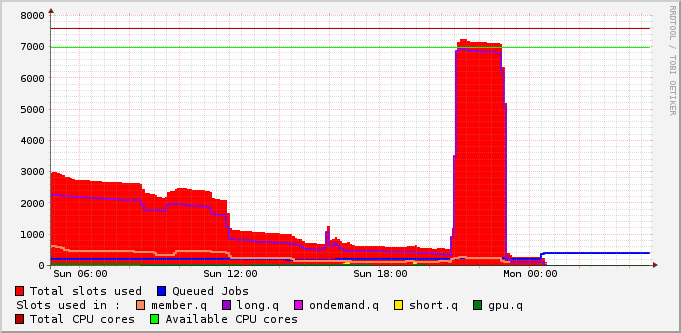 8000
7000
6000
5000
4000
3000
2000
1000
0
Sun 06:00 Sun 12:00 Sun 18:00 Mon 00:00
RRDTOOL / TOBI OETIKER
Total slots used Queued Jobs
Slots used in : member.q long.q ondemand.q short.q gpu.q
Total CPU cores Available CPU cores